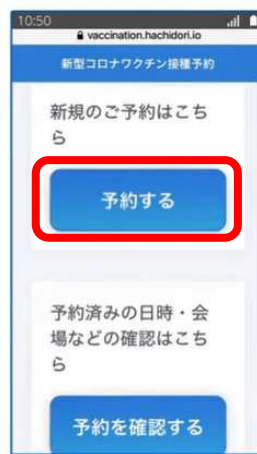 10:50
vaccination.hachidori.io
新型コロナワクチン接種予約
新規のご予約はこち
ら
予約する
予約済みの日時・会
場などの確認はこち
ら
予約を確認する